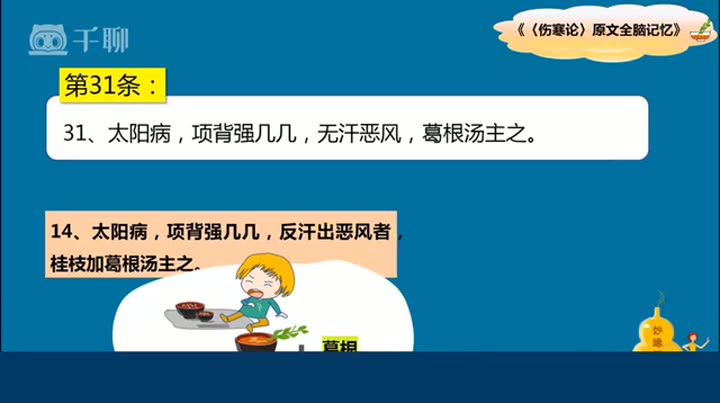 千聊
《〈伤寒论〉原文全脑记忆》
第31条：
31、太阳病，项背强几几，无汗恶风，葛根汤主之。
14、太阳病，项背强几几，反汗出恶风者，
桂枝加葛根汤主之。
葛根